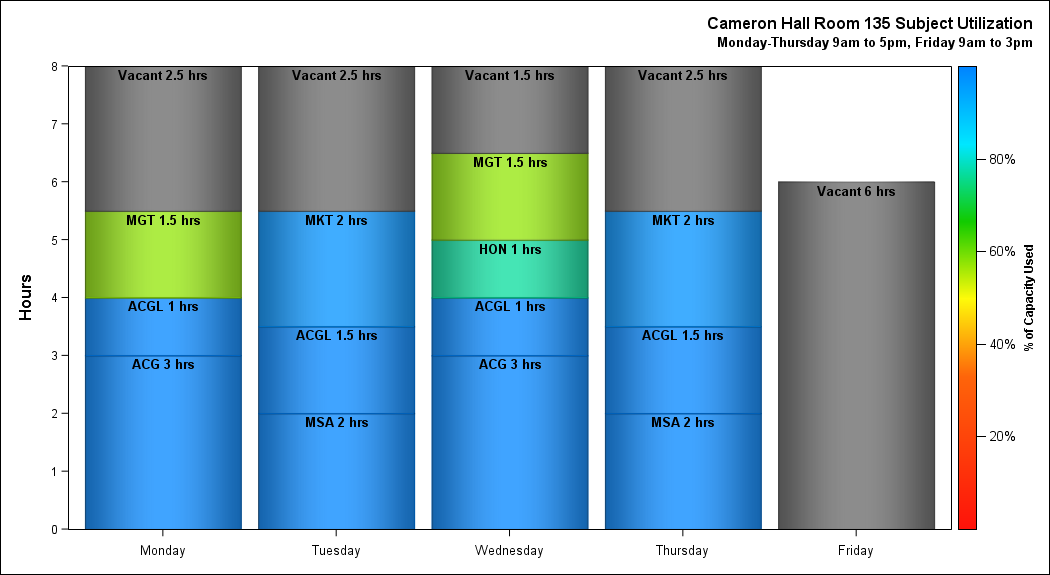 Cameron Hall Room 135 Subject Utilization
Monday-Thursday 9am to 5pm, Friday 9am to 3pm
Hours
8
7
6
5
4
3
2
1
0
Vacant 2.5 hrs
MGT 1.5 hrs
ACGL 1 hrs
ACG 3 hrs
Monday
Vacant 2.5 hrs
MKT 2 hrs
ACGL 1.5 hrs
MSA 2 hrs
Tuesday
Vacant 1.5 hrs
MGT 1.5 hrs
HON 1 hrs
ACGL 1 hrs
ACG 3 hrs
Wednesday
Vacant 2.5 hrs
MKT 2 hrs
ACGL 1.5 hrs
MSA 2 hrs
Thursday
Vacant 6 hrs
Friday
80%
60%
40%
20%
% of Capacity Used